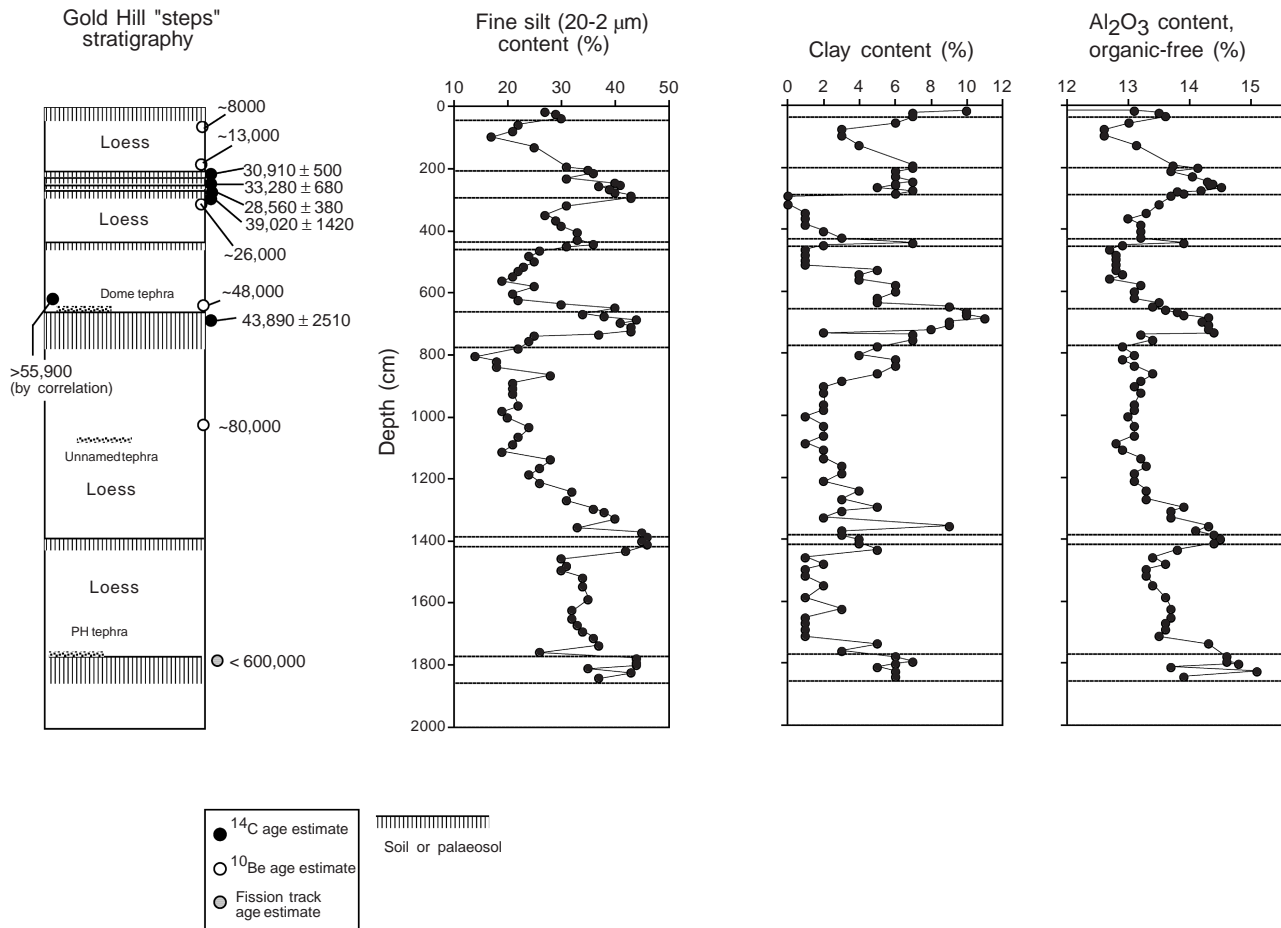 Gold Hill "steps"
stratigraphy
Loess
Loess
Dome tephra
Unnamed tephra
Loess
Loess
PH tephra
~8000
~13,000
30,910 ± 500
33,280 ± 680
28,560 ± 380
39,020 ± 1420
~26,000
~48,000
43,890 ± 2510
>55,900
(by correlation)
~80,000
< 600,000
Fine silt (20-2 µm)
content (%)
10 20 30 40 50
Depth (cm)
0
200
400
600
800
1000
1200
1400
1600
1800
2000
Clay content (%)
0 2 4 6 8 10 12
Al2O3 content,
organic-free (%)
12 13 14 15
14C age estimate
10Be age estimate
Fission track
age estimate
Soil or palaeosol